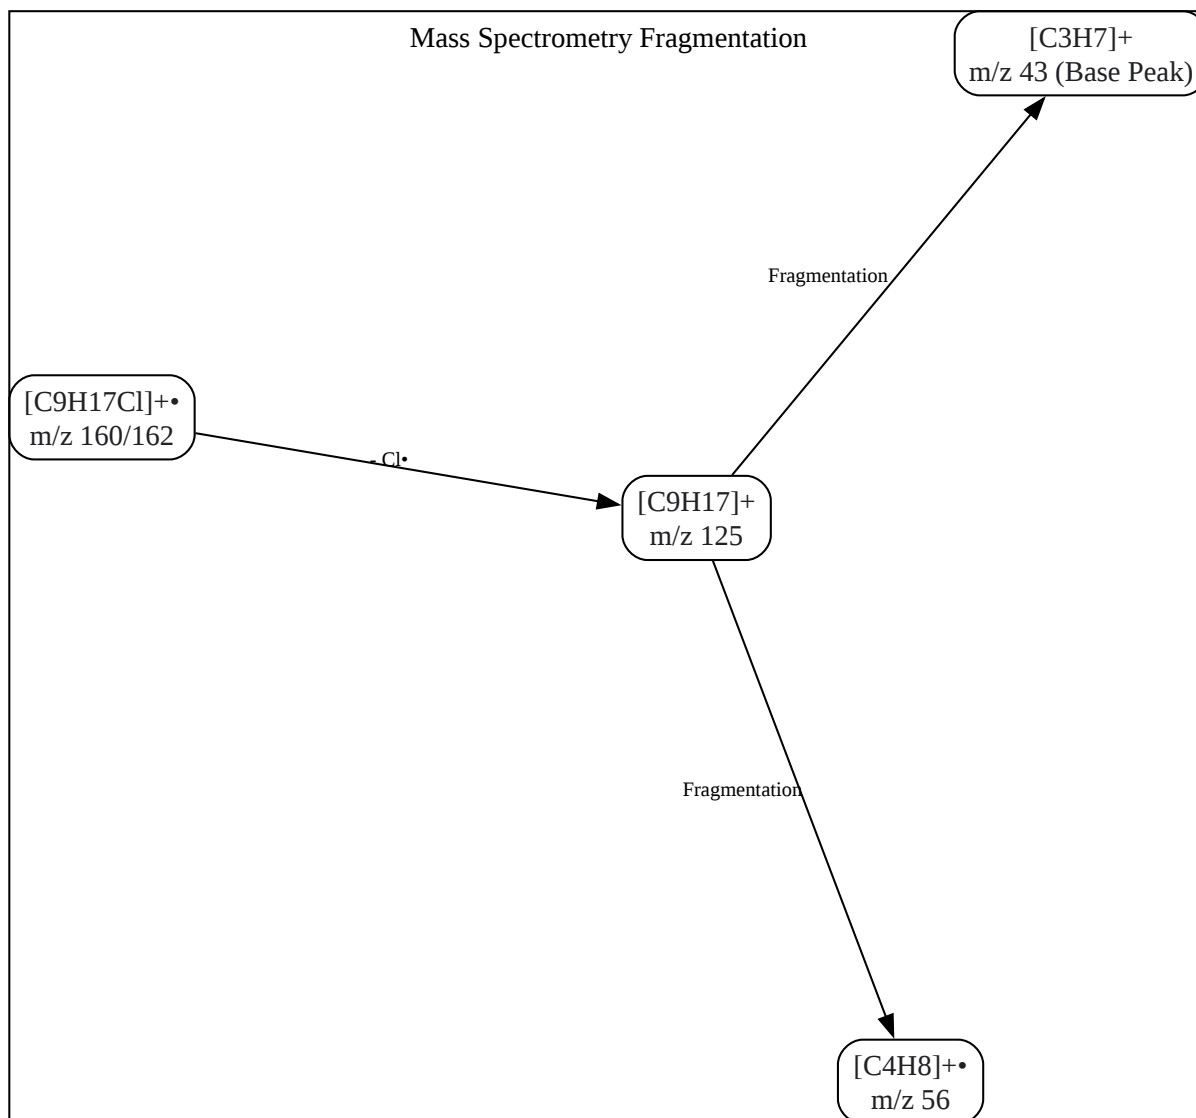 Mass Spectrometry Fragmentation
[C3H7]+
m/z 43 (Base Peak)
Fragmentation
[C9H17Cl]+•
m/z 160/162
- Cl•
[C9H17]+
m/z 125
Fragmentation
[C4H8]+•
m/z 56